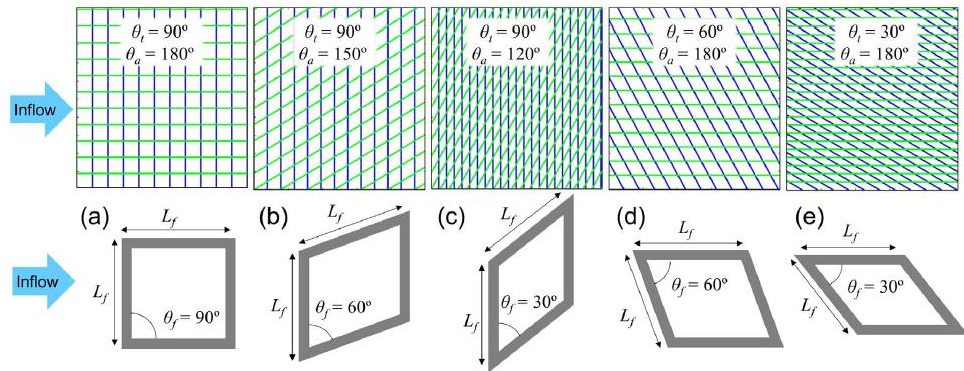 θt = 90º
θa = 180º
θt = 90º
θa = 150º
θt = 90º
θa = 120º
θt = 60º
θa = 180º
θt = 30º
θa = 180º
Inflow
(a)
(b)
(c)
(d)
(e)
Lf
Lf
Lf
Lf
Lf
Inflow
Lf
Lf
Lf
Lf
Lf
θf = 90º
θf = 60º
θf = 30º
θf = 60º
θf = 30º